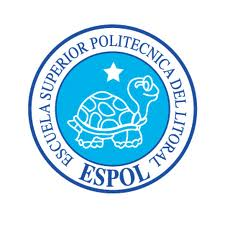 ESCUELA SUPERIOR POLITECNICA DEL LITORAL
ESPOL